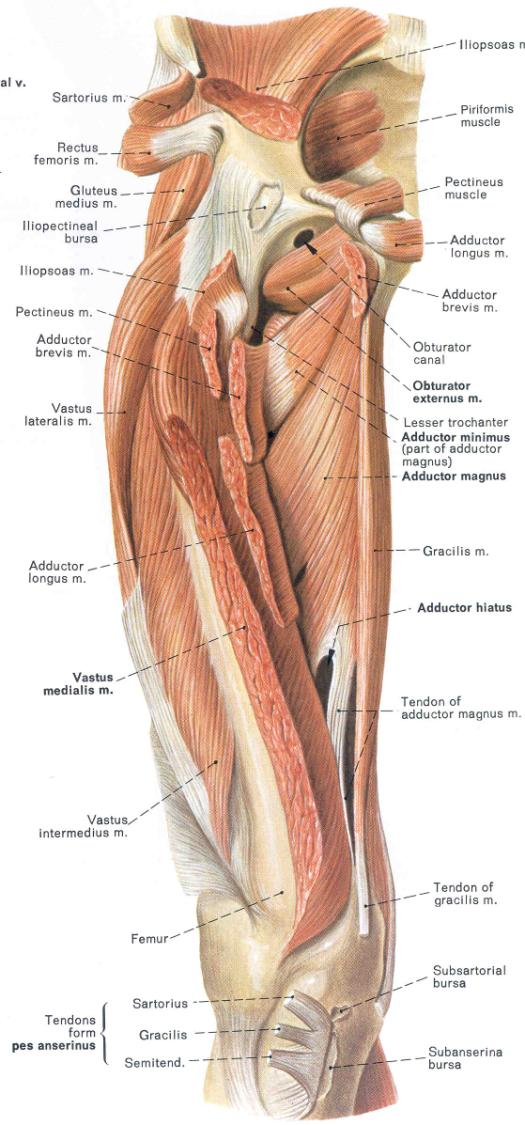 al v.
Sartorius m.
Rectus
femoris m.
Gluteus
medius m.
Iliopectineal
bursa
Iliopsoas m.
Pectineus m.
Adductor
brevis m.
Vastus
lateralis m.
Adductor
longus m.
Vastus
medialis m.
Vastus
intermedius m.
Femur
Tendons
form
pes anserinus
Sartorius
Gracilis
Semitend.
Iliopsoas m
Piriformis
muscle
Pectineus
muscle
Adductor
longus m.
Adductor
brevis m.
Obturator
canal
Obturator
externus m.
Lesser trochanter
Adductor minimus
(part of adductor
magnus)
Adductor magnus
Gracilis m.
Adductor hiatus
Tendon of
adductor magnus m.
Tendon of
gracilis m.
Subsartorial
bursa
Subanserina
bursa